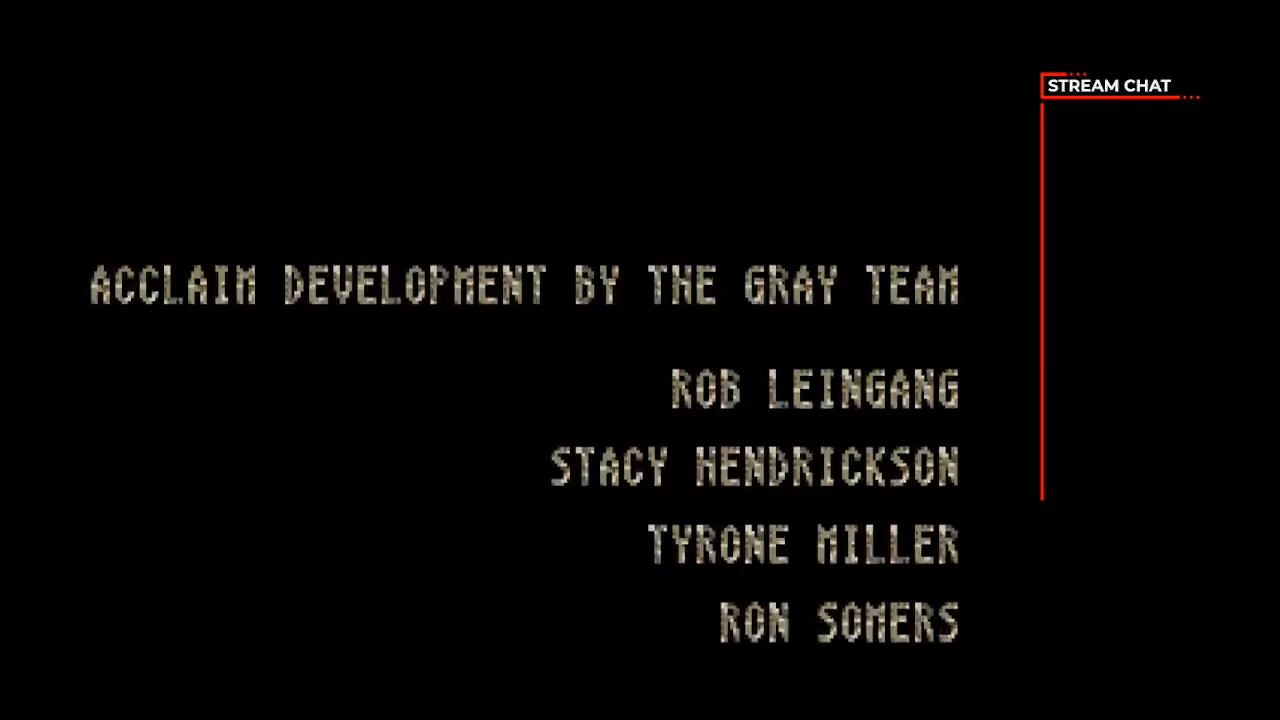 STREAM CHAT
ACCLAIM DEVELOPMENT BY THE GRAY TEAM
ROB LEINGANG
STACY HENDRICKSON
TYRONE MILLER
RON SOMERS